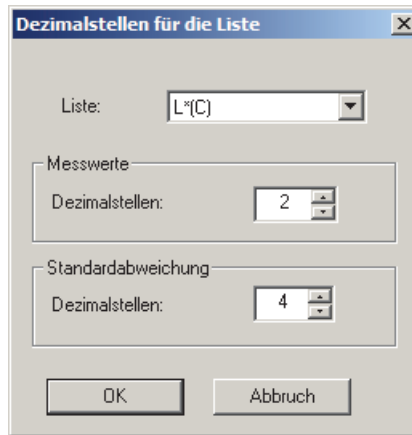 Dezimalstellen für die Liste
Liste: L*(C)
Messwerte
Dezimalstellen: 2
Standardabweichung
Dezimalstellen: 4
OK Abbruch